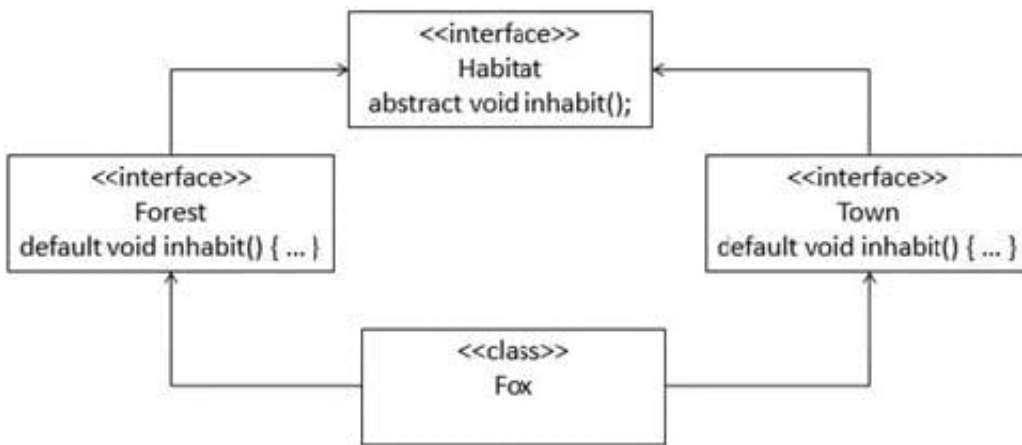 <<interface>>
Habitat
abstract void inhabit();
<<interface>>
Forest
default void inhabit() { ... }
<<interface>>
Town
default void inhabit() { ... }
<<class>>
Fox